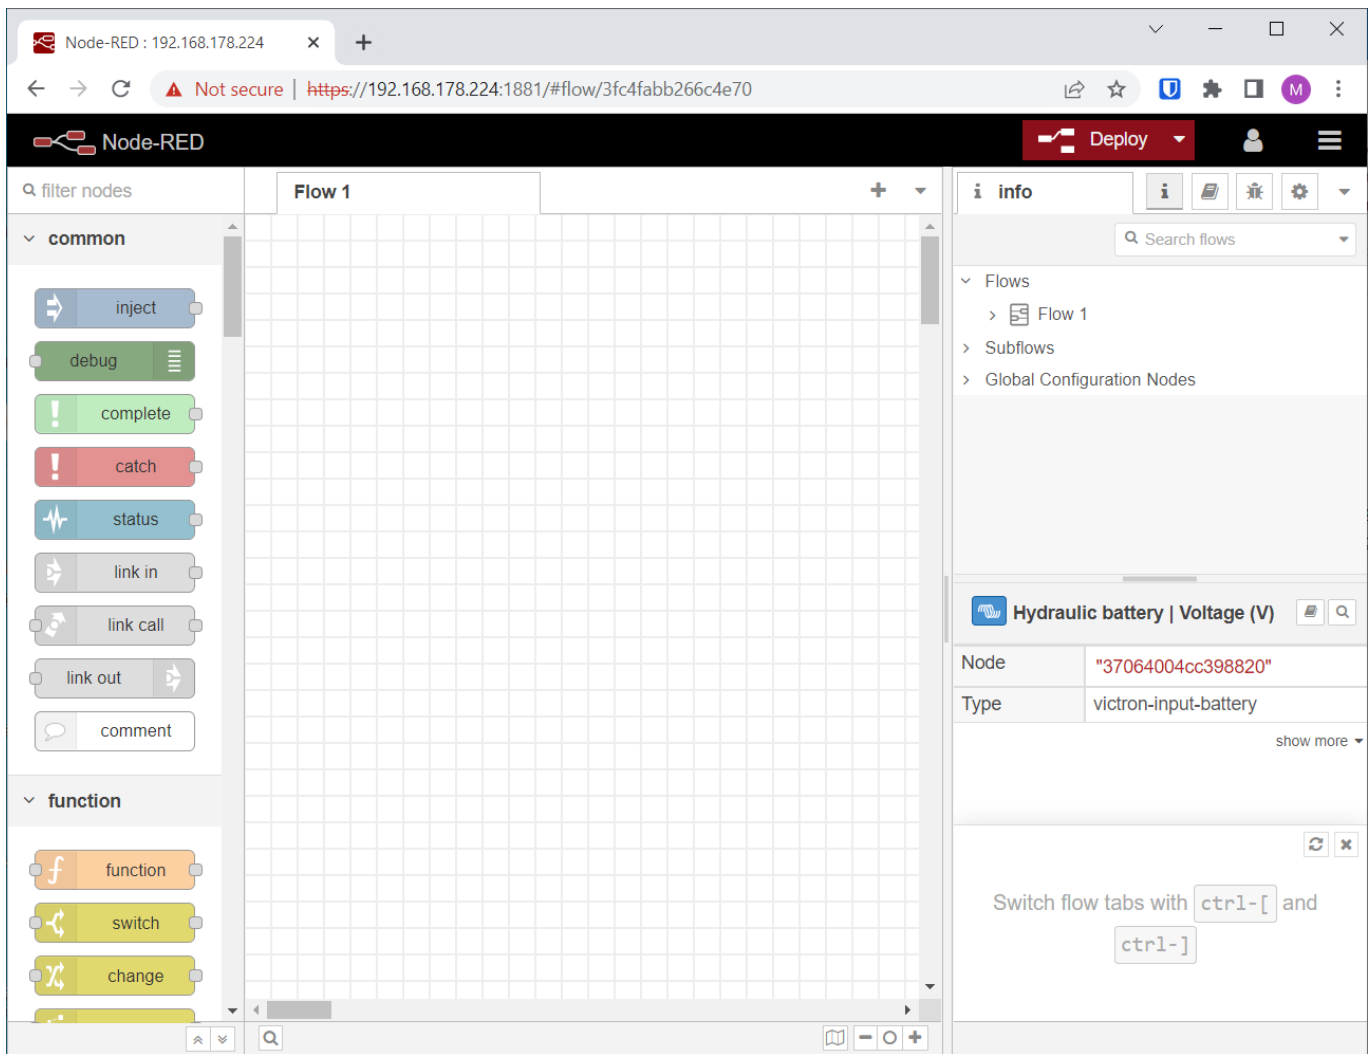 Node-RED : 192.168.178.224
Not secure | https://192.168.178.224:1881/#flow/3fc4fabb266c4e70
M
Node-RED
Deploy
filter nodes
Flow 1
i info
i
Search flows
common
inject
debug
complete
catch
status
link in
link call
link out
comment
function
function
switch
change
Flows
Flow 1
Subflows
Global Configuration Nodes
Hydraulic battery | Voltage (V)
Node "37064004cc398820"
Type victron-input-battery
show more
Switch flow tabs with ctrl-[ and
ctrl-]